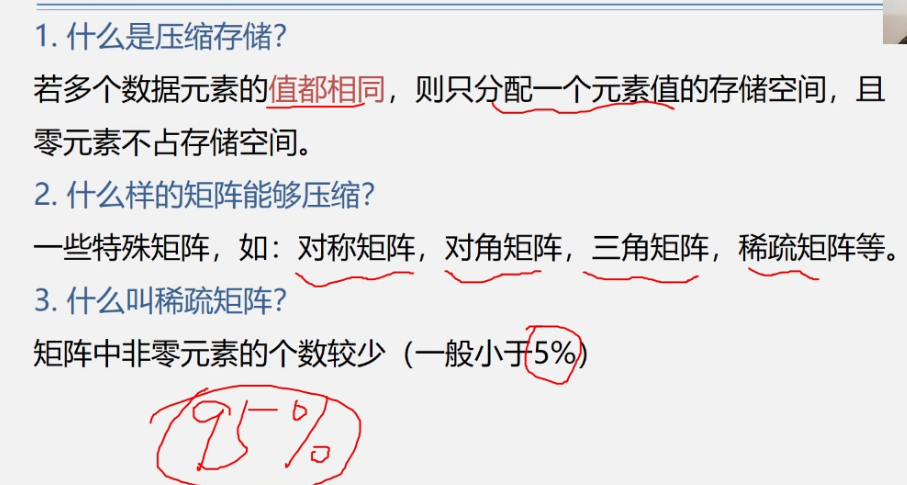 1. 什么是压缩存储?
若多个数据元素的值都相同，则只分配一个元素值的存储空间，且
零元素不占存储空间。
2. 什么样的矩阵能够压缩?
一些特殊矩阵，如：对称矩阵，对角矩阵，三角矩阵，稀疏矩阵等。
3. 什么叫稀疏矩阵?
矩阵中非零元素的个数较少（一般小于5%）
95%